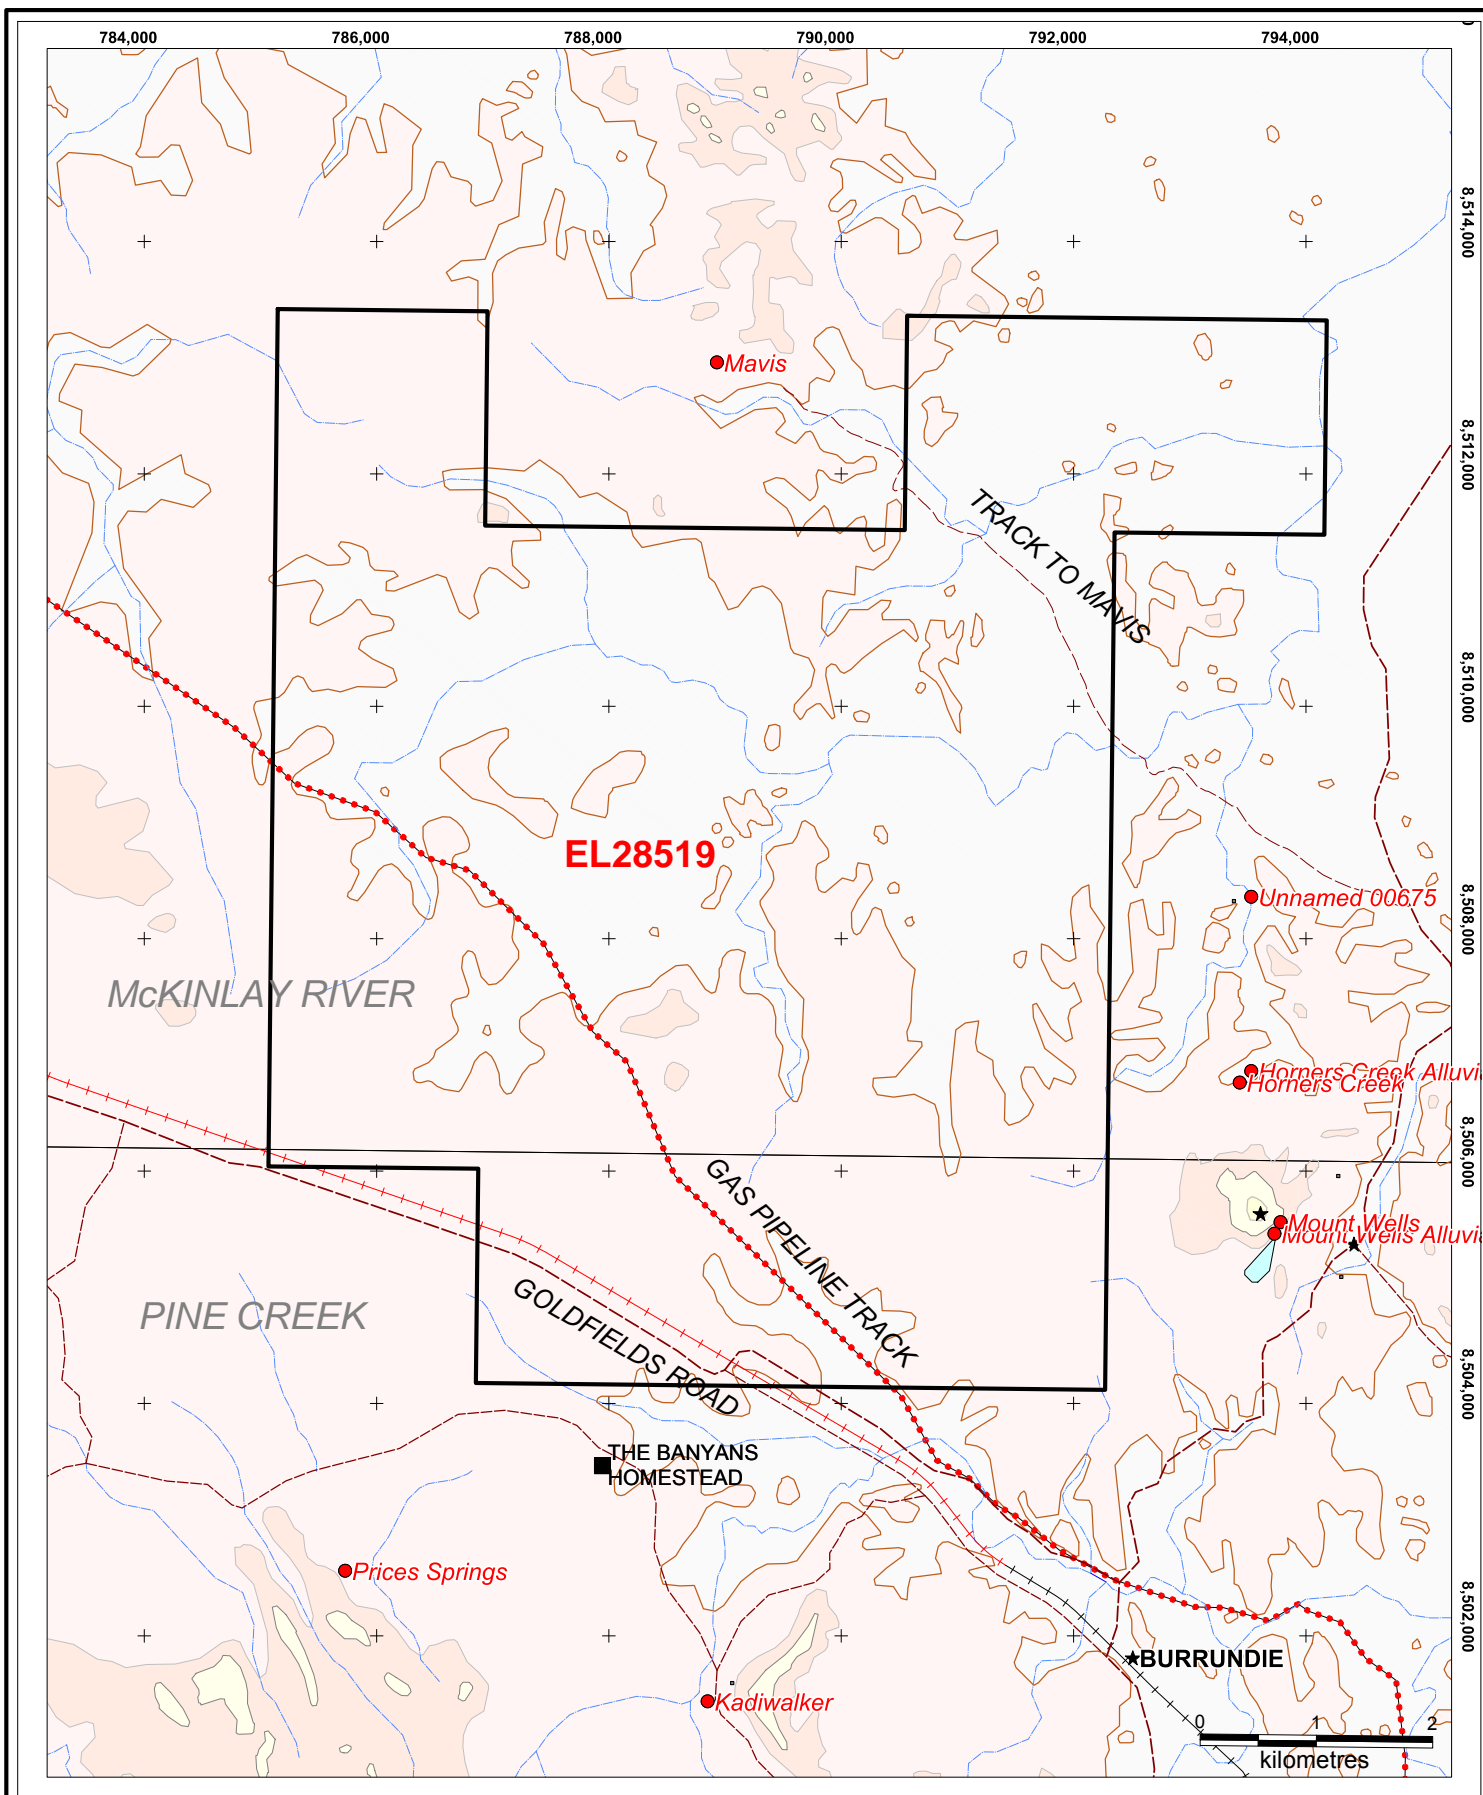 784,000 786,000 788,000 790,000 792,000 794,000
8,514,000
Mavis
8,512,000
TRACK TO MAVIS
8,510,000
EL28519
Unnamed 00675
8,508,000
McKINLAY RIVER
Horners Creek Alluvi
Horners Creek
8,506,000
GAS PIPELINE TRACK
Mount Wells
Mount Wells Alluvia
GOLDFIELDS ROAD
PINE CREEK
8,504,000
THE BANYANS
HOMESTEAD
Prices Springs
8,502,000
BURRUNDIE
Kadiwalker
0 1 2
kilometres